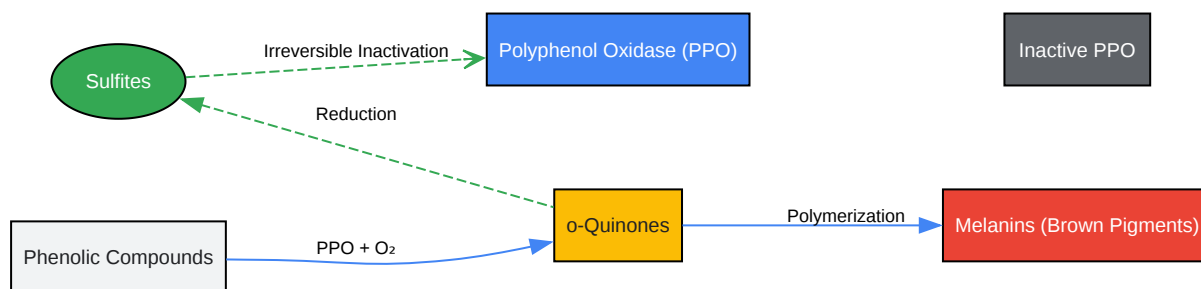 Irreversible Inactivation
Polyphenol Oxidase (PPO)
Inactive PPO
Sulfites
Reduction
o-Quinones
Polymerization
Melanins (Brown Pigments)
Phenolic Compounds
PPO + O₂